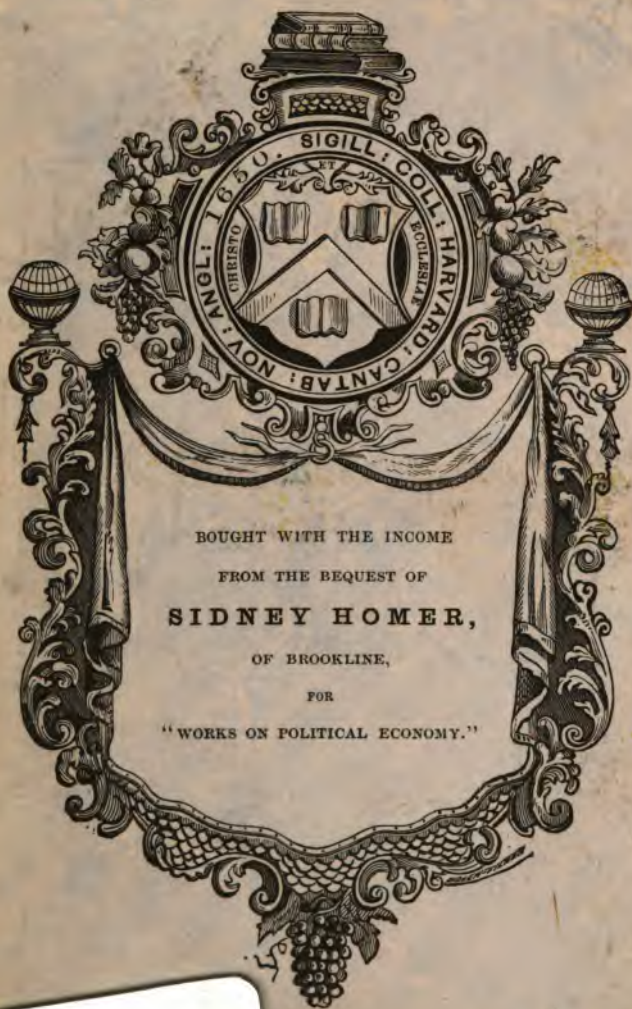 SIGILL: COLL: HARVARD: CANTAB: NOV: ANGL: 1650.
ET
CHRISTO
ECCLESIAE
BOUGHT WITH THE INCOME
FROM THE BEQUEST OF
SIDNEY HOMER,
OF BROOKLINE,
FOR
"WORKS ON POLITICAL ECONOMY."